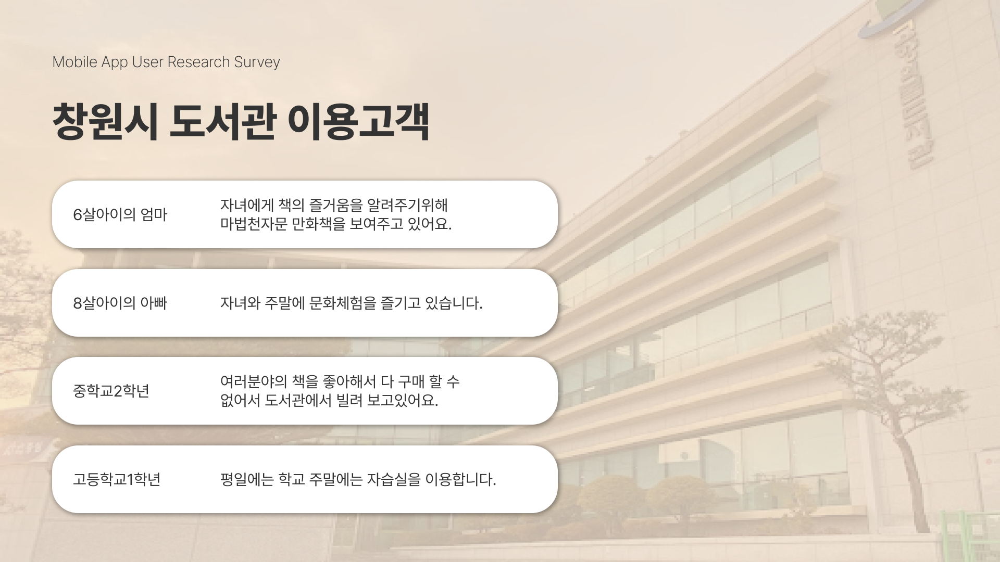 Mobile App User Research Survey
창원시 도서관 이용고객
6살아이의 엄마
자녀에게 책의 즐거움을 알려주기위해
마법천자문 만화책을 보여주고 있어요.
8살아이의 아빠
자녀와 주말에 문화체험을 즐기고 있습니다.
중학교2학년
여러분야의 책을 좋아해서 다 구매 할 수
없어서 도서관에서 빌려 보고있어요.
고등학교1학년
평일에는 학교 주말에는 자습실을 이용합니다.